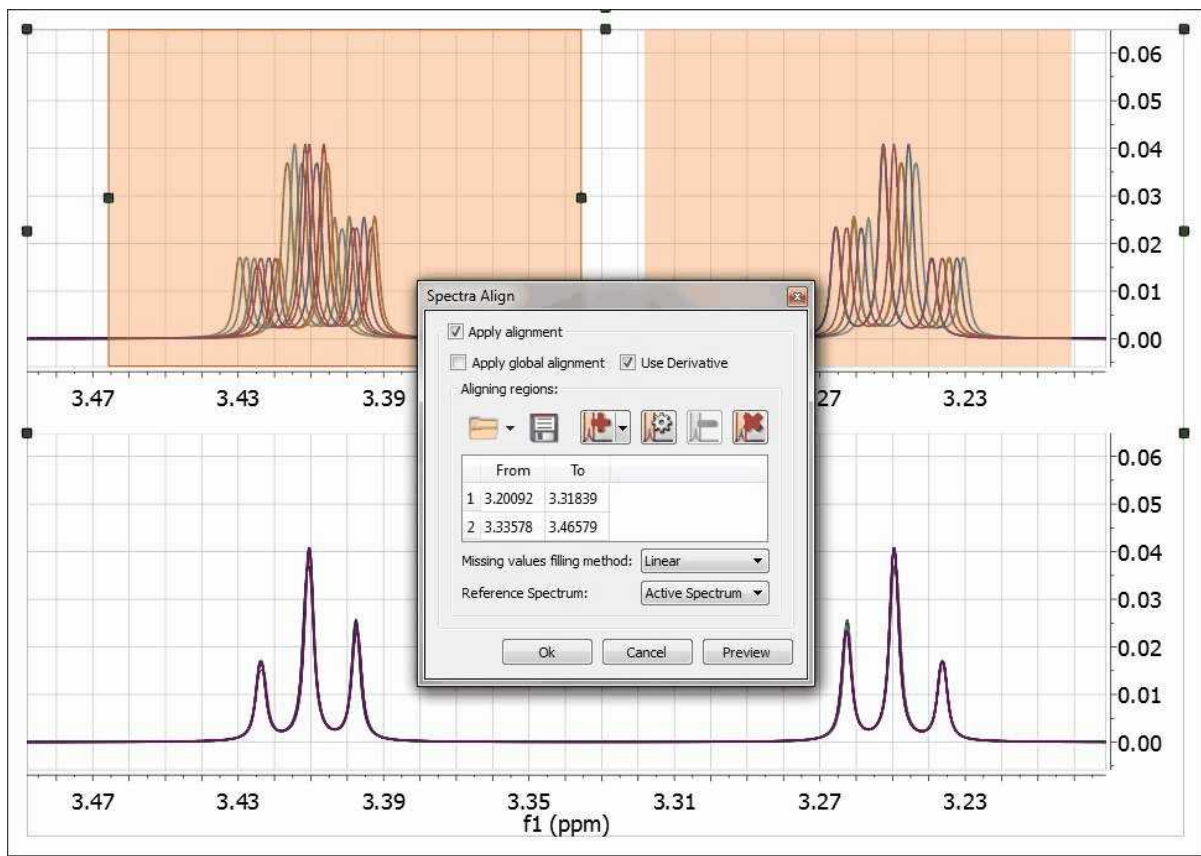 0.06
0.05
0.04
0.03
0.02
0.01
0.00
3.47 3.43 3.39 27 3.23
Spectra Align
Apply alignment
Apply global alignment Use Derivative
Aligning regions:
From To
1 3.20092 3.31839
2 3.33578 3.46579
Missing values filling method: Linear
Reference Spectrum: Active Spectrum
Ok Cancel Preview
0.06
0.05
0.04
0.03
0.02
0.01
0.00
3.47 3.43 3.39 3.35 3.31 3.27 3.23
f1 (ppm)